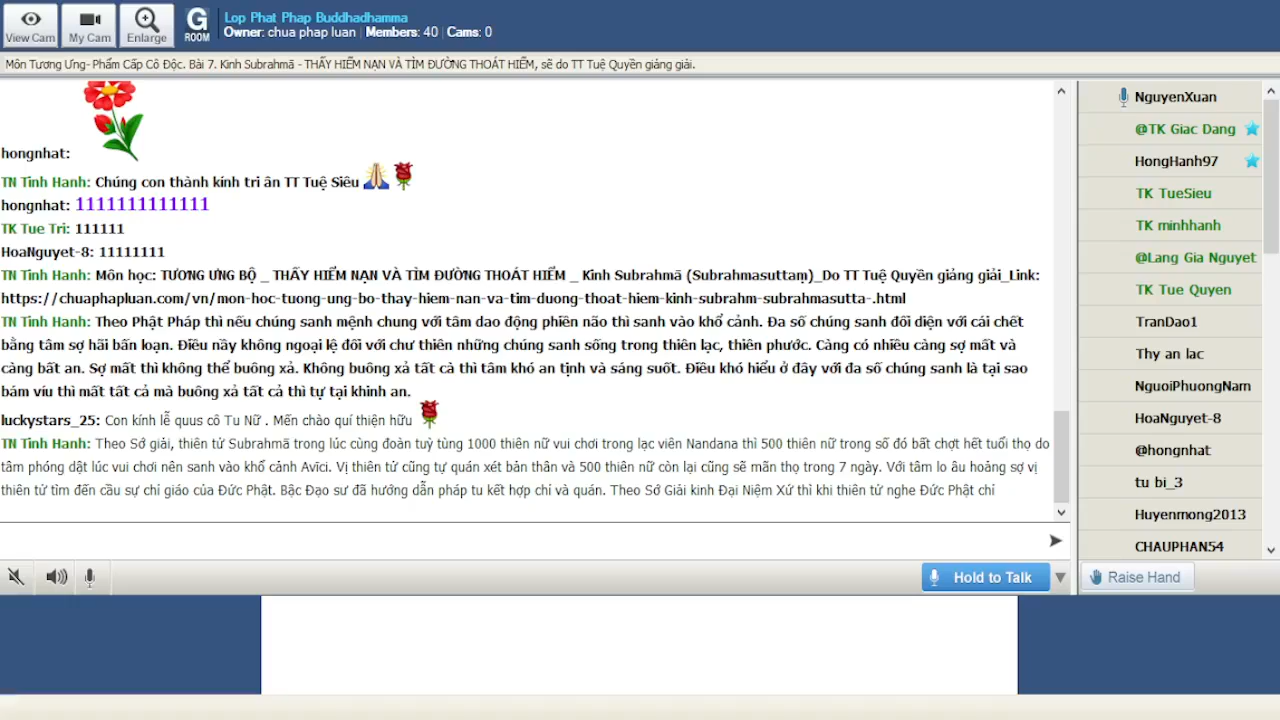 View Cam
My Cam
Enlarge
G
ROOM
Lop Phat Phap Buddhadhamma
Owner: chua phap luan | Members: 40 | Cams: 0
Môn Tương Ưng- Phẩm Cấp Cô Độc. Bài 7. Kinh Subrahmā - THẤY HIỂM NẠN VÀ TÌM ĐƯỜNG THOÁT HIỂM, sẽ do TT Tuệ Quyền giảng giải.
hongnhat:
TN Tinh Hanh: Chúng con thành kính tri ân TT Tuệ Siêu
hongnhat: 1111111111111
TK Tue Tri: 111111
HoaNguyet-8: 11111111
TN Tinh Hanh: Môn học: TƯƠNG ƯNG BỘ _ THẤY HIỂM NẠN VÀ TÌM ĐƯỜNG THOÁT HIỂM _ Kinh Subrahmā (Subrahmasuttaṃ)_Do TT Tuệ Quyền giảng giải_Link:
https://chuaphapluan.com/vn/mon-hoc-tuong-ung-bo-thay-hiem-nan-va-tim-duong-thoat-hiem-kinh-subrahm-subrahmasutta-.html
TN Tinh Hanh: Theo Phật Pháp thì nếu chúng sanh mệnh chung với tâm dao động phiền não thì sanh vào khổ cảnh. Đa số chúng sanh đối diện với cái chết
bằng tâm sợ hãi bấn loạn. Điều nầy không ngoại lệ đối với chư thiên những chúng sanh sống trong thiên lạc, thiên phước. Càng có nhiều càng sợ mất và
càng bất an. Sợ mất thì không thể buông xả. Không buông xả tất cả thì tâm khó an tịnh và sáng suốt. Điều khó hiểu ở đây với đa số chúng sanh là tại sao
bám víu thì mất tất cả mà buông xả tất cả thì tự tại khinh an.
luckystars_25: Con kính lễ quus cô Tu Nữ . Mến chào quí thiện hữu
TN Tinh Hanh: Theo Sớ giải, thiên tử Subrahmā trong lúc cùng đoàn tuỳ tùng 1000 thiên nữ vui chơi trong lạc viên Nandana thì 500 thiên nữ trong số đó bất chợt hết tuổi thọ do
tâm phóng dật lúc vui chơi nên sanh vào khổ cảnh Avīci. Vị thiên tử cũng tự quán xét bản thân và 500 thiên nữ còn lại cũng sẽ mãn thọ trong 7 ngày. Với tâm lo âu hoảng sợ vị
thiên tử tìm đến cầu sự chỉ giáo của Đức Phật. Bậc Đạo sư đã hướng dẫn pháp tu kết hợp chỉ và quán. Theo Sớ Giải kinh Đại Niệm Xứ thì khi thiên tử nghe Đức Phật chỉ
Hold to Talk
NguyenXuan
@TK Giac Dang
HongHanh97
TK TueSieu
TK minhhanh
@Lang Gia Nguyet
TK Tue Quyen
TranDao1
Thy an lac
NguoiPhuongNam
HoaNguyet-8
@hongnhat
tu bi_3
Huyenmong2013
CHAUPHAN54
Raise Hand